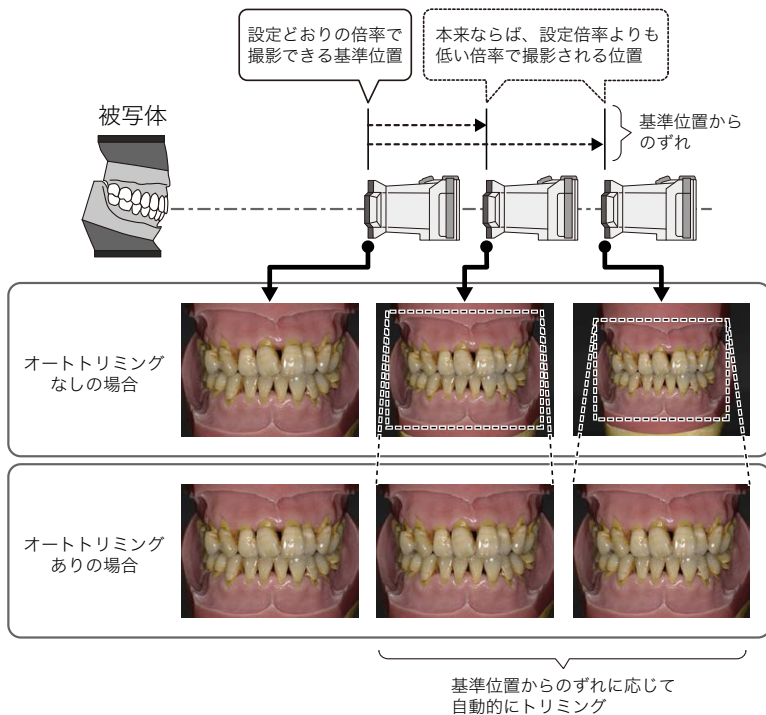 設定どおりの倍率で
撮影できる基準位置
本来ならば、設定倍率よりも
低い倍率で撮影される位置
被写体
基準位置から
のずれ
オートトリミング
なしの場合
オートトリミング
ありの場合
基準位置からのずれに応じて
自動的にトリミング